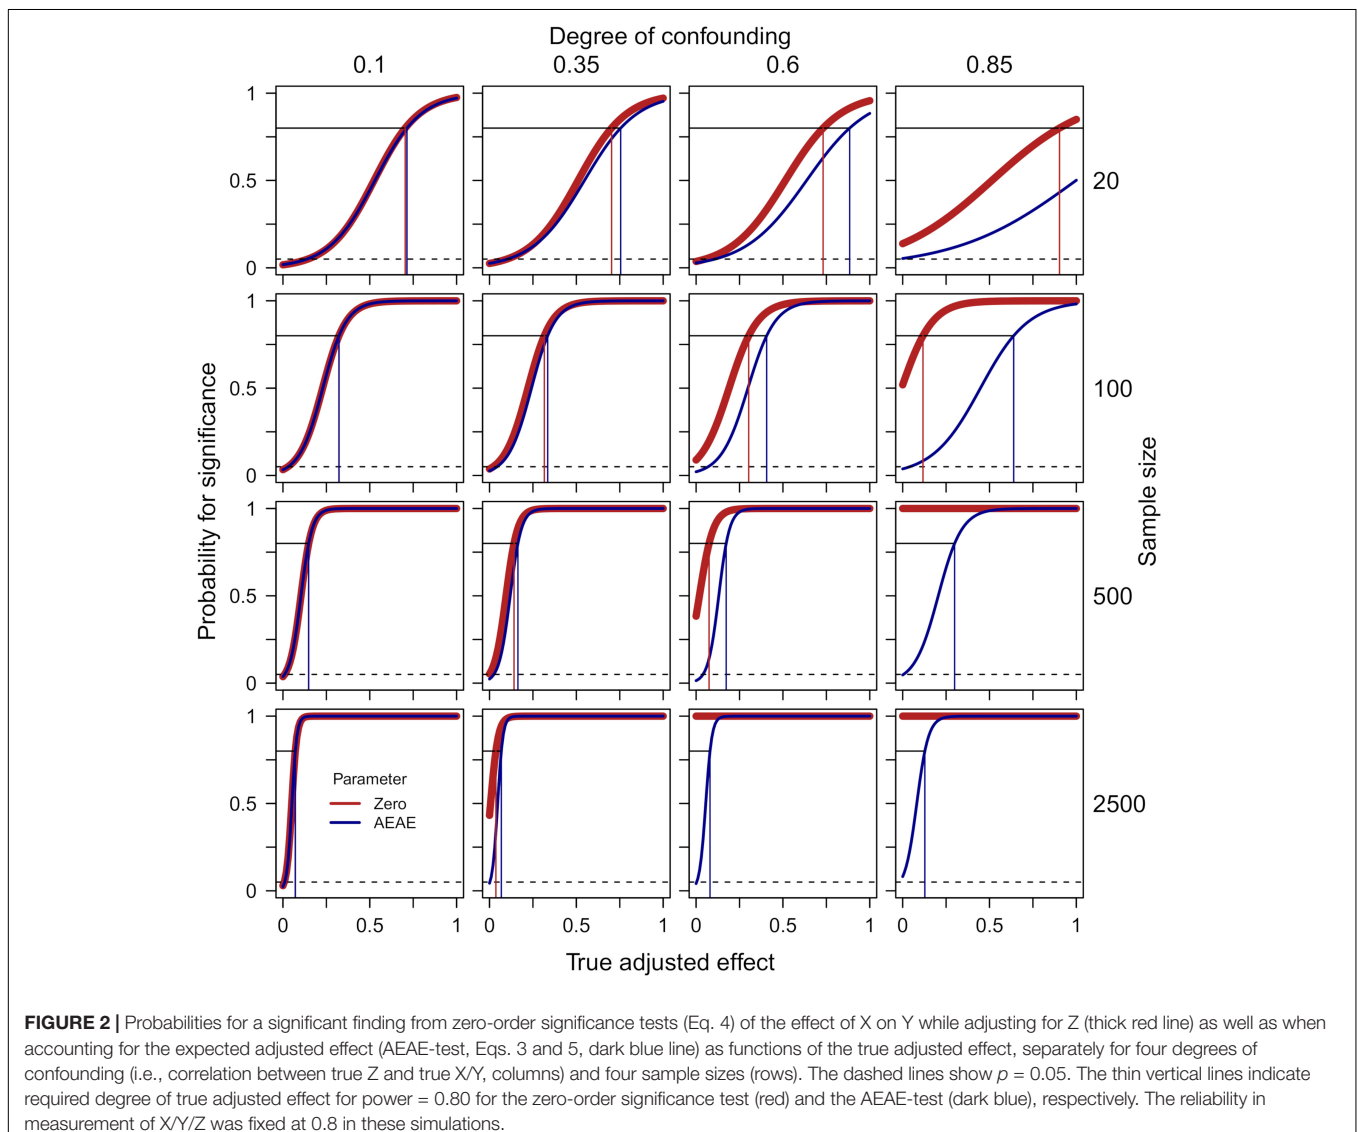 Degree of confounding
0.1 0.35 0.6 0.85
1
0.5
0
20
1
0.5
0
100
Probability for significance
Sample size
1
0.5
0
500
1
0.5
0
2500
Parameter
Zero
AEAE
0 0.5 1 0 0.5 1 0 0.5 1 0 0.5 1
True adjusted effect
FIGURE 2 | Probabilities for a significant finding from zero-order significance tests (Eq. 4) of the effect of X on Y while adjusting for Z (thick red line) as well as when
accounting for the expected adjusted effect (AEAE-test, Eqs. 3 and 5, dark blue line) as functions of the true adjusted effect, separately for four degrees of
confounding (i.e., correlation between true Z and true X/Y, columns) and four sample sizes (rows). The dashed lines show p = 0.05. The thin vertical lines indicate
required degree of true adjusted effect for power = 0.80 for the zero-order significance test (red) and the AEAE-test (dark blue), respectively. The reliability in
measurement of X/Y/Z was fixed at 0.8 in these simulations.